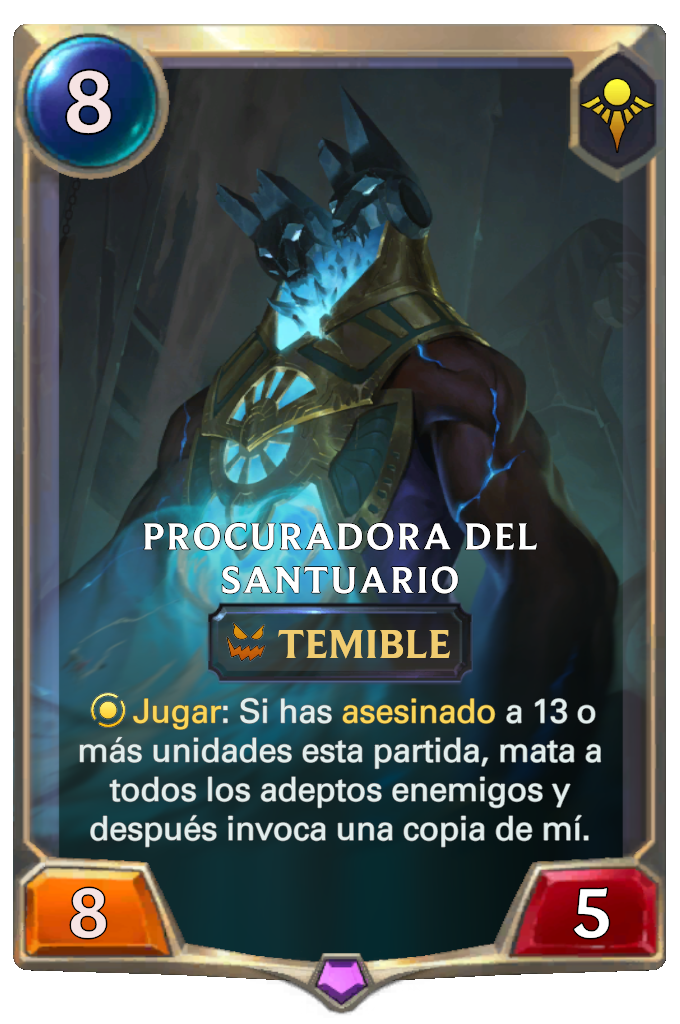 8
PROCURADORA DEL
SANTUARIO
TEMIBLE
Jugar: Si has asesinado a 13 o
más unidades esta partida, mata a
todos los adeptos enemigos y
después invoca una copia de mí.
8
5